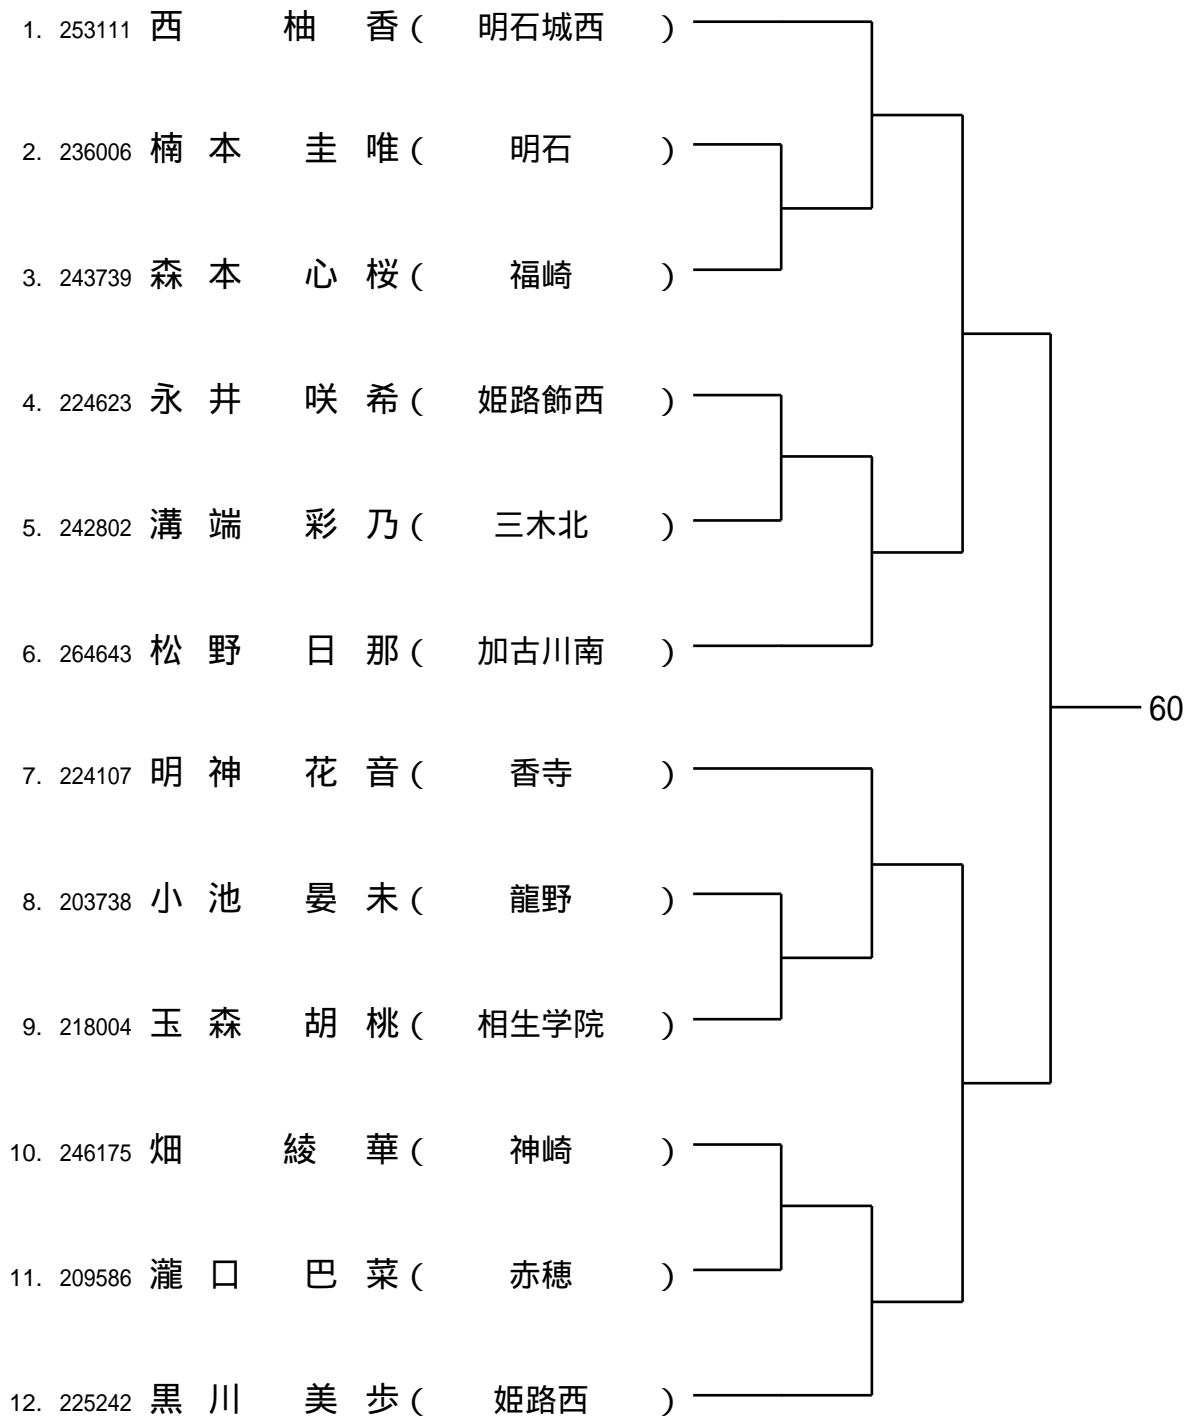 1. 253111 西 柚 香 ( 明石城西 )
2. 236006 楠 本 圭 唯 ( 明石 )
3. 243739 森 本 心 桜 ( 福崎 )
4. 224623 永 井 咲 希 ( 姫路飾西 )
5. 242802 溝 端 彩 乃 ( 三木北 )
6. 264643 松 野 日 那 ( 加古川南 )
60
7. 224107 明 神 花 音 ( 香寺 )
8. 203738 小 池 晏 未 ( 龍野 )
9. 218004 玉 森 胡 桃 ( 相生学院 )
10. 246175 畑 綾 華 ( 神崎 )
11. 209586 瀧 口 巴 菜 ( 赤穂 )
12. 225242 黒 川 美 歩 ( 姫路西 )